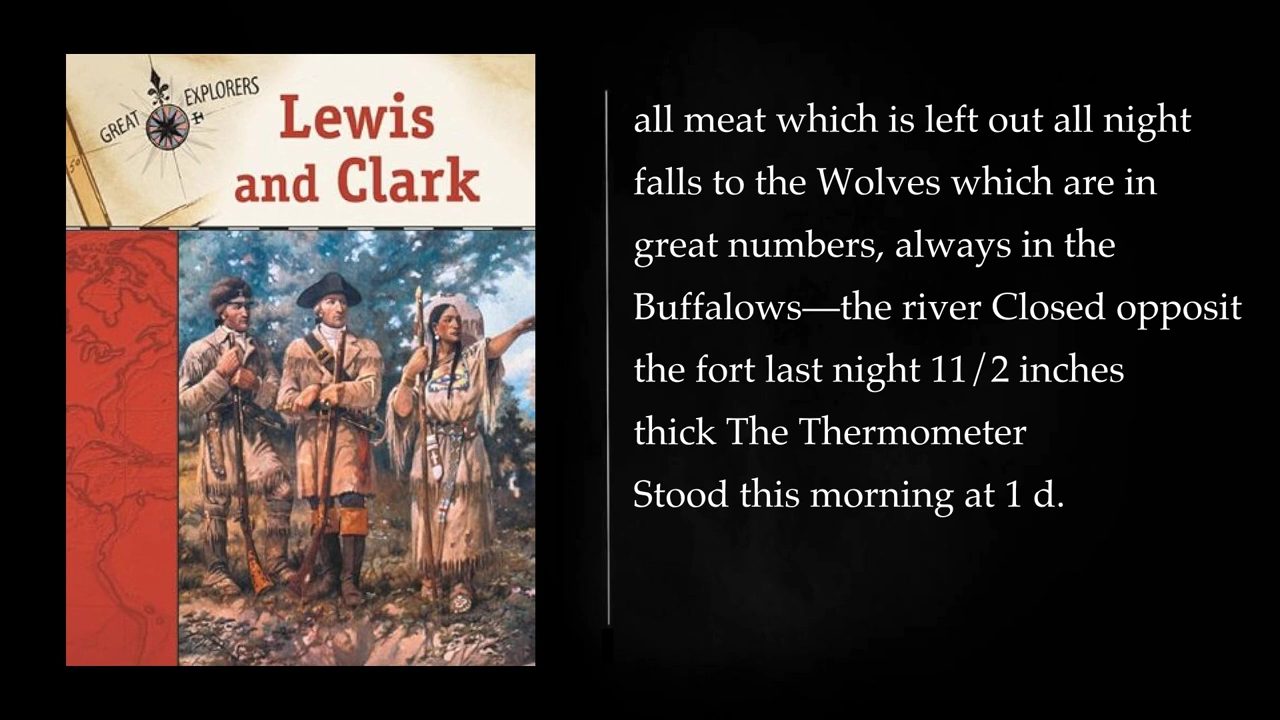 GREAT EXPLORERS
Lewis
and Clark
50
all meat which is left out all night
falls to the Wolves which are in
great numbers, always in the
Buffalows—the river Closed opposit
the fort last night 11/2 inches
thick The Thermometer
Stood this morning at 1 d.